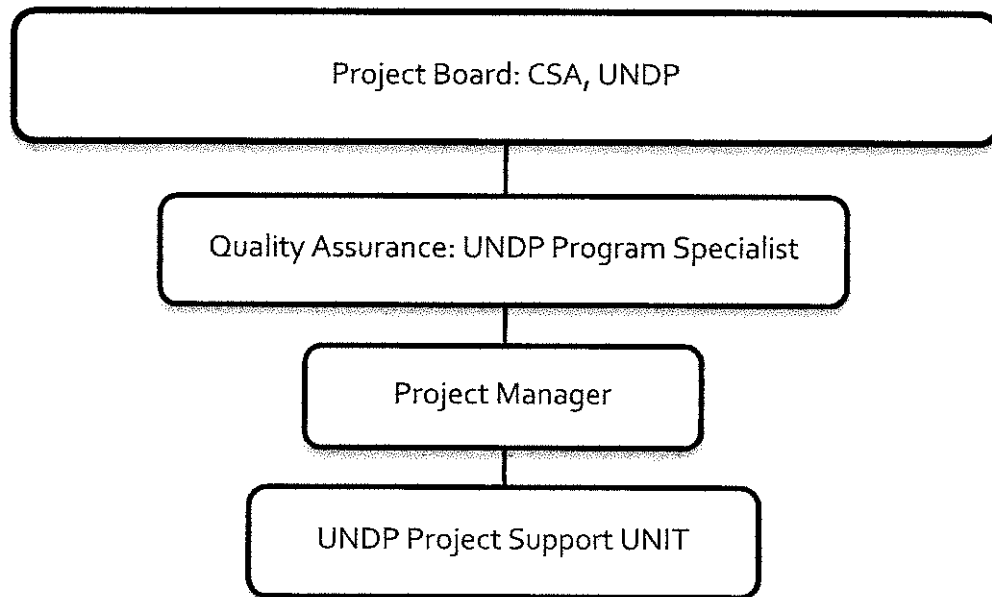 Project Board: CSA, UNDP
Quality Assurance: UNDP Program Specialist
Project Manager
UNDP Project Support UNIT